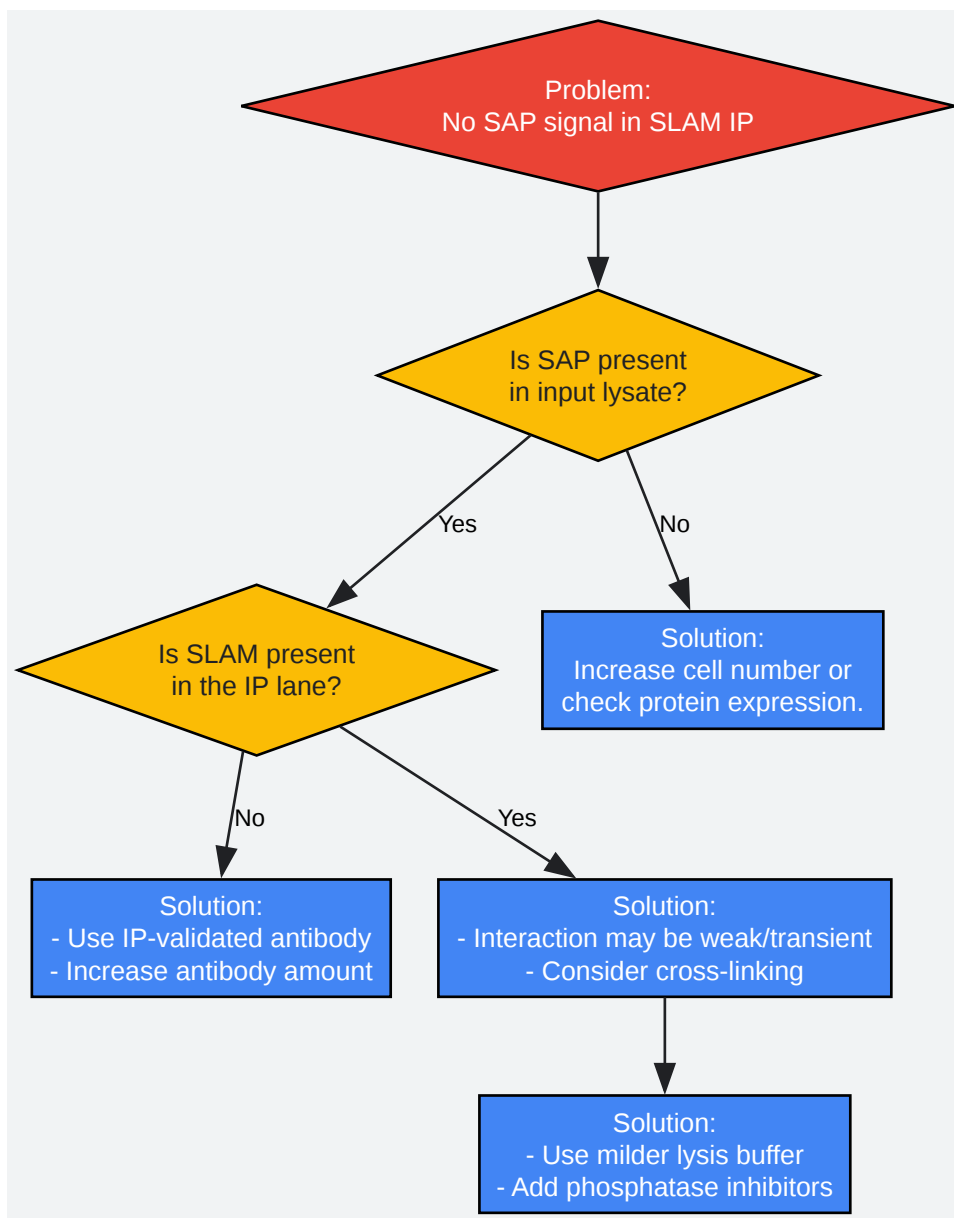 Problem:
No SAP signal in SLAM IP
Is SAP present
in input lysate?
Yes
No
Is SLAM present
in the IP lane?
Solution:
Increase cell number or
check protein expression.
No
Yes
Solution:
- Use IP-validated antibody
- Increase antibody amount
Solution:
- Interaction may be weak/transient
- Consider cross-linking
Solution:
- Use milder lysis buffer
- Add phosphatase inhibitors